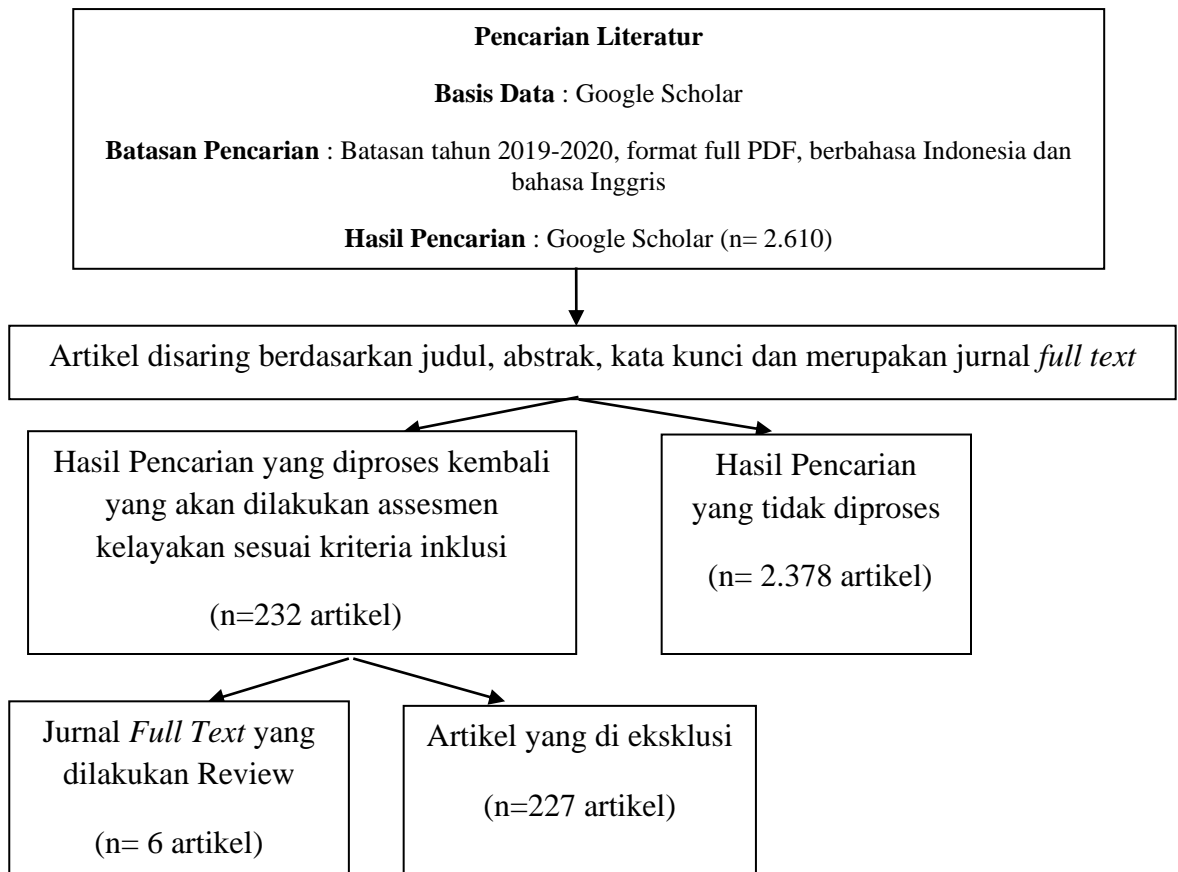 Pencarian Literatur
Basis Data : Google Scholar
Batasan Pencarian : Batasan tahun 2019-2020, format full PDF, berbahasa Indonesia dan
bahasa Inggris
Hasil Pencarian : Google Scholar (n= 2.610)
Artikel disaring berdasarkan judul, abstrak, kata kunci dan merupakan jurnal full text
Hasil Pencarian yang diproses kembali
yang akan dilakukan assesmen
kelayakan sesuai kriteria inklusi
(n=232 artikel)
Hasil Pencarian
yang tidak diproses
(n= 2.378 artikel)
Jurnal Full Text yang
dilakukan Review
(n= 6 artikel)
Artikel yang di eksklusi
(n=227 artikel)